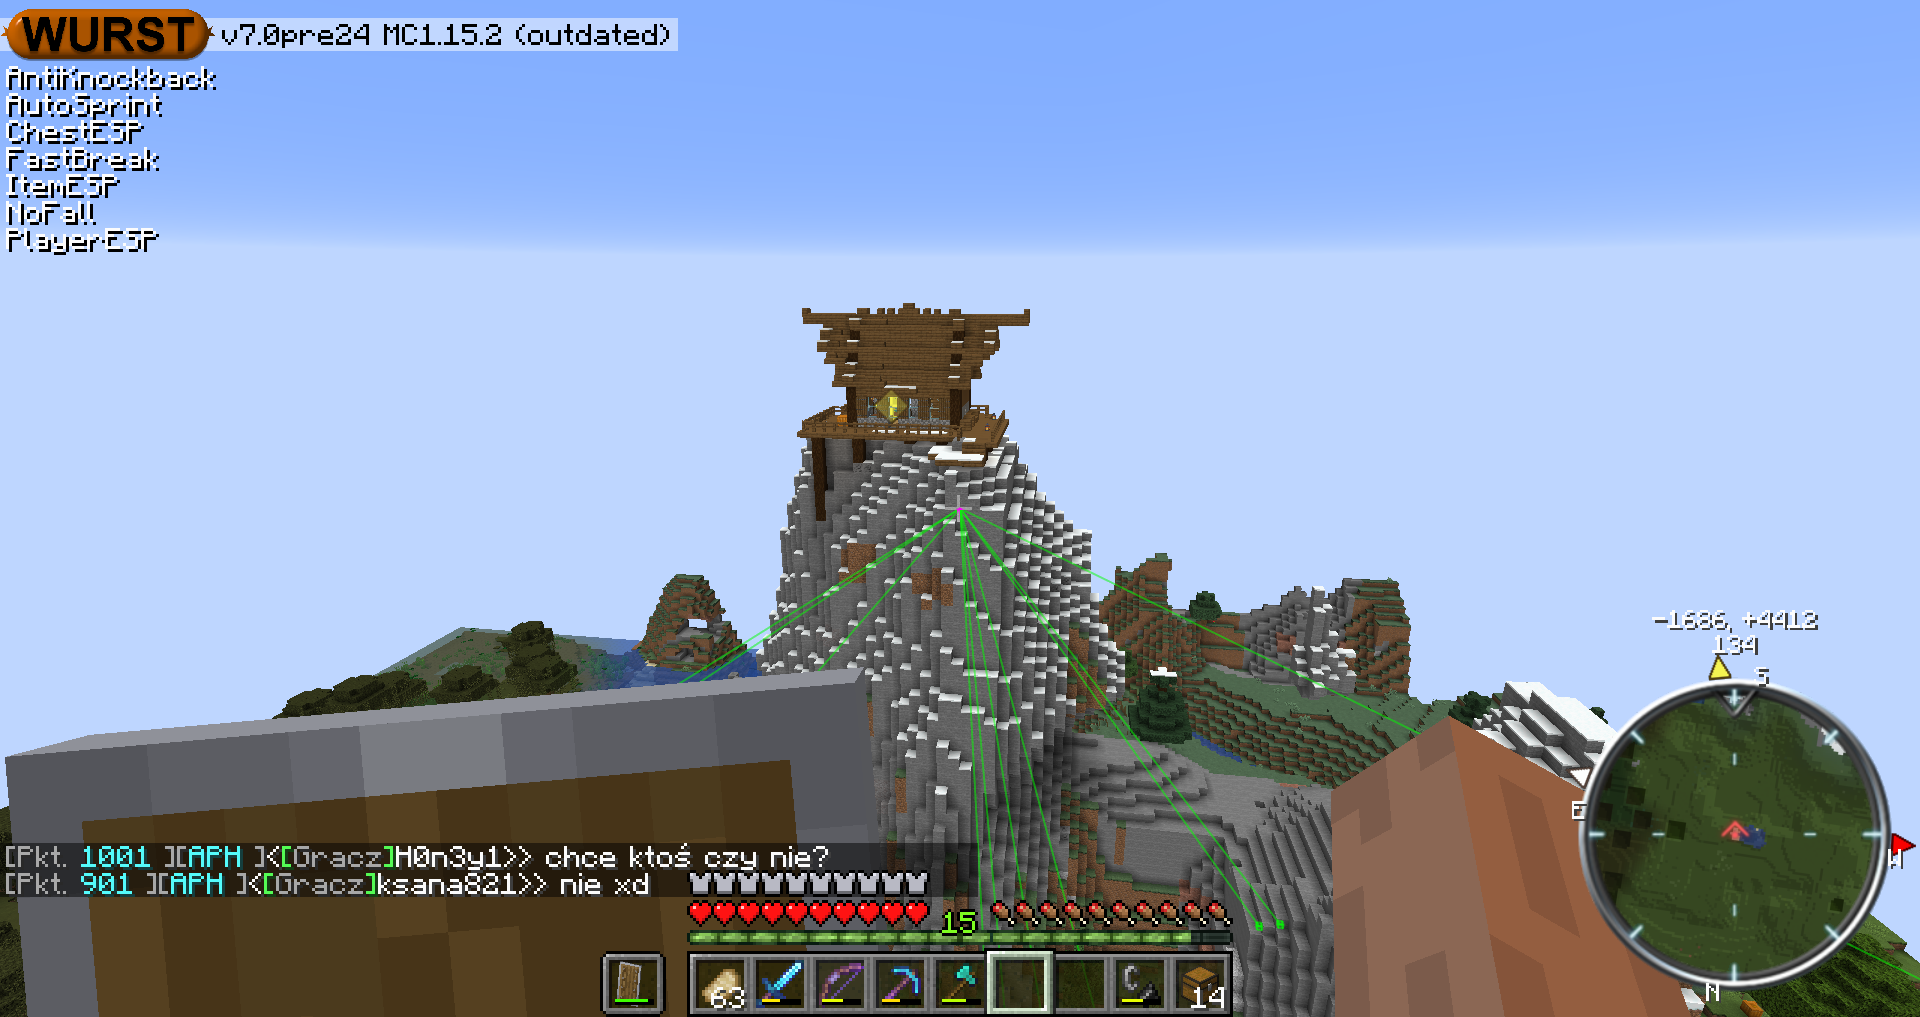 WURST v7.0pre24 MC1.15.2 (outdated)
AntiKnockback
AutoSprint
ChestESP
FastBreak
ItemESP
NoFall
PlayerESP
-1686, +4412
134
S
E
W
N
[Pkt. 1001 ][APH ]<[Gracz]H0n3y1>> chce ktoś czy nie?
[Pkt. 901 ][APH ]<[Gracz]ksana821>> nie xd
15
63
14